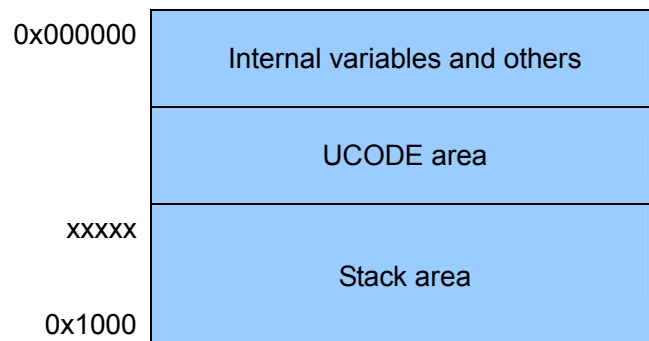 0x000000
Internal variables and others
UCODE area
xxxxx
Stack area
0x1000